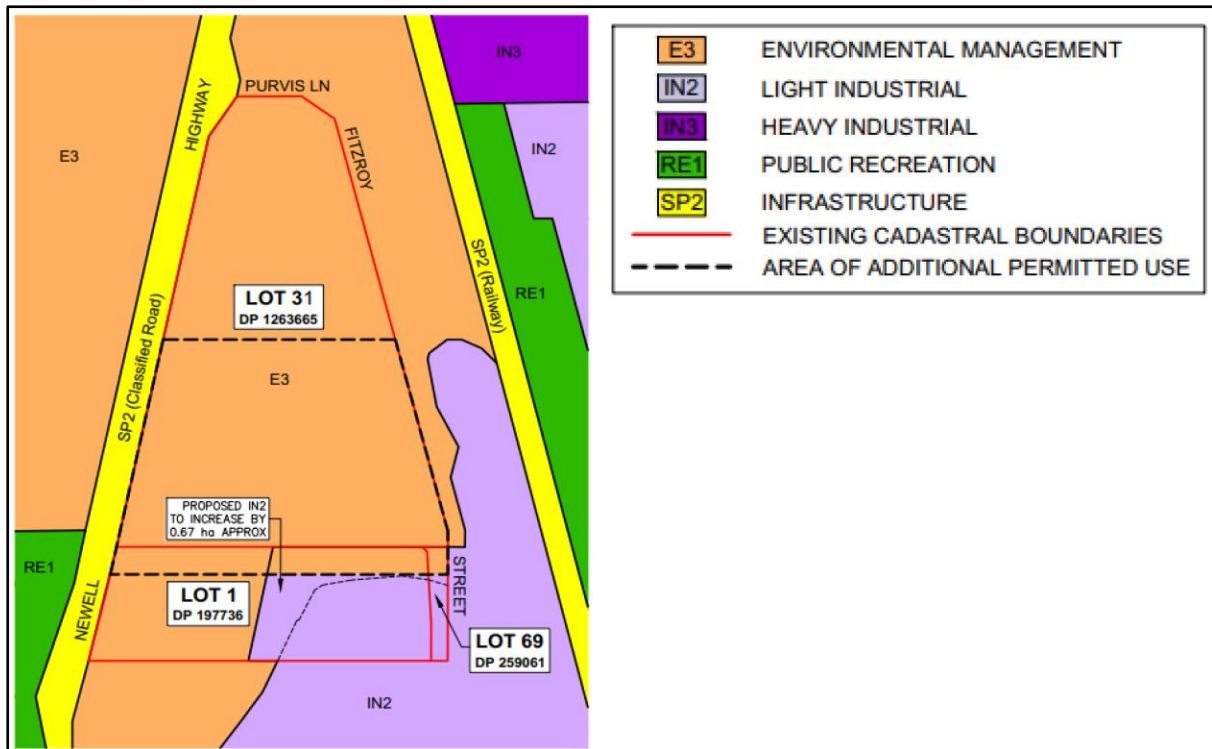 IN3
PURVIS LN
HIGHWAY
FITZROY
E3
IN2
SP2 (Railway)
RE1
LOT 31
DP 1263665
SP2 (Classified Road)
E3
PROPOSED IN2
TO INCREASE BY
0.67 ha APPROX
RE1
STREET
NEWELL
LOT 1
DP 197736
LOT 69
DP 259061
IN2
E3 ENVIRONMENTAL MANAGEMENT
IN2 LIGHT INDUSTRIAL
IN3 HEAVY INDUSTRIAL
RE1 PUBLIC RECREATION
SP2 INFRASTRUCTURE
EXISTING CADASTRAL BOUNDARIES
AREA OF ADDITIONAL PERMITTED USE